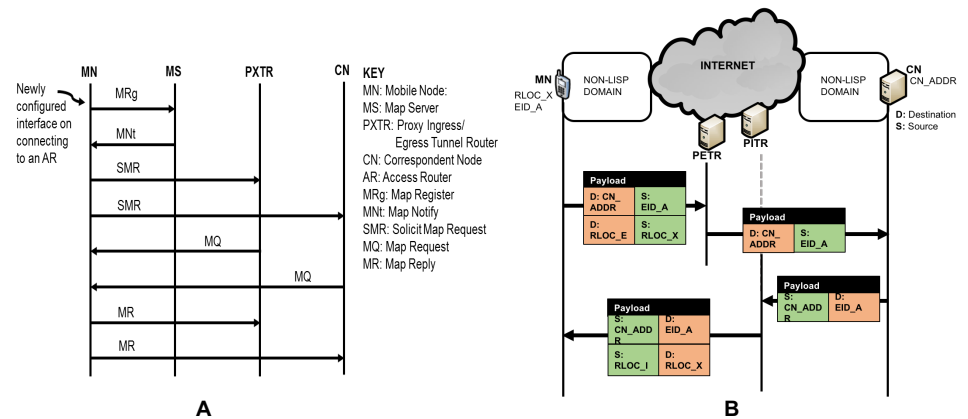 MN
MS
PXTR
CN
Newly
configured
interface on
connecting
to an AR
MRg
MNt
SMR
SMR
MQ
MQ
MR
MR
KEY
MN: Mobile Node:
MS: Map Server
PXTR: Proxy Ingress/
Egress Tunnel Router
CN: Correspondent Node
AR: Access Router
MRg: Map Register
MNt: Map Notify
SMR: Solicit Map Request
MQ: Map Request
MR: Map Reply
A
INTERNET
MN
RLOC_X
EID_A
NON-LISP
DOMAIN
NON-LISP
DOMAIN
CN
CN_ADDR
D: Destination
S: Source
PETR
PITR
Payload
D: CN_
ADDR
S:
EID_A
D:
RLOC_E
S:
RLOC_X
Payload
D: CN_
ADDR
S:
EID_A
Payload
S:
CN_ADD
R
D:
EID_A
Payload
S:
CN_ADD
R
D:
EID_A
S:
RLOC_I
D:
RLOC_X
B